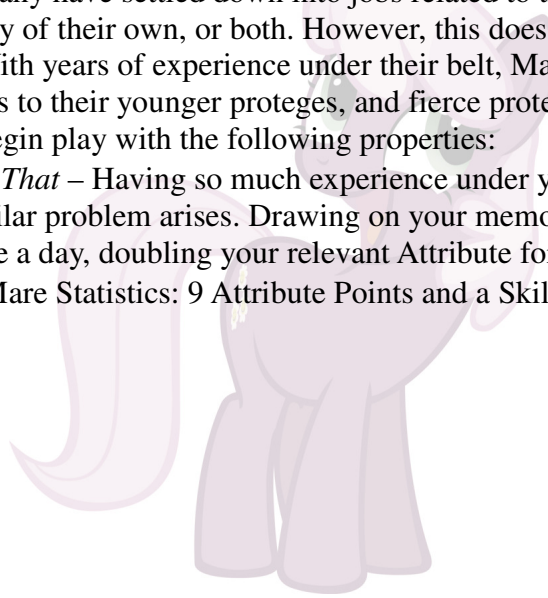 ally have settled down into jobs related to
y of their own, or both. However, this does
With years of experience under their belt, Ma
s to their younger proteges, and fierce prote
egin play with the following properties:
That – Having so much experience under y
ilar problem arises. Drawing on your memo
e a day, doubling your relevant Attribute for
Mare Statistics: 9 Attribute Points and a Skil